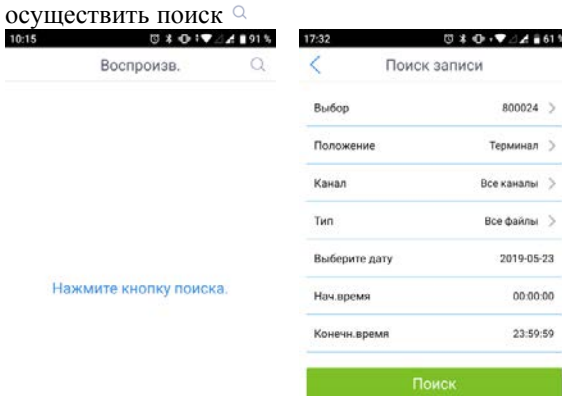 осуществить поиск
10:15 91 %
Воспроизв.
Нажмите кнопку поиска.
17:32 61 %
Поиск записи
Выбор 800024
Положение Терминал
Канал Все каналы
Тип Все файлы
Выберите дату 2019-05-23
Нач.время 00:00:00
Конечн.время 23:59:59
Поиск